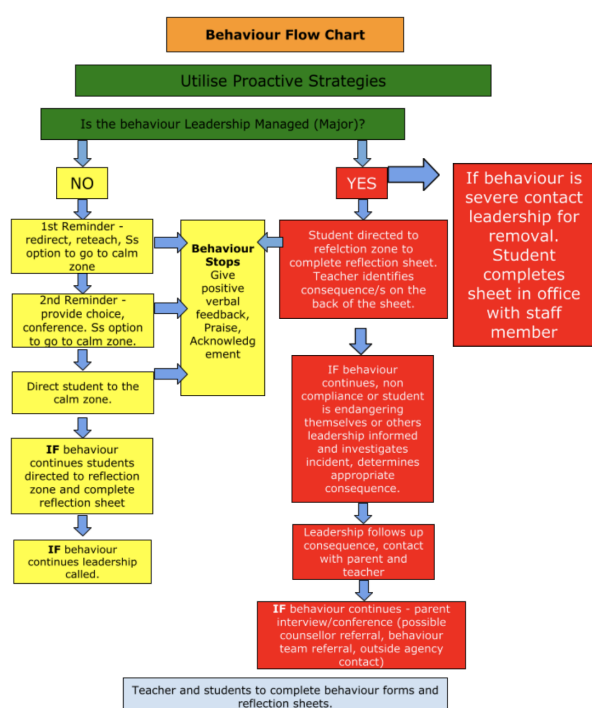 Behaviour Flow Chart
Utilise Proactive Strategies
Is the behaviour Leadership Managed (Major)?
NO
YES
If behaviour is
severe contact
leadership for
removal.
Student
completes
sheet in office
with staff
member
1st Reminder -
redirect, reteach, Ss
option to go to calm
zone
Behaviour
Stops
Give
positive
verbal
feedback,
Praise,
Acknowledg
ement
Student directed to
refelction zone to
complete reflection sheet.
Teacher identifies
consequence/s on the
back of the sheet.
2nd Reminder -
provide choice,
conference. Ss option
to go to calm zone.
Direct student to the
calm zone.
IF behaviour
continues, non
compliance or student
is endangering
themselves or others
leadership informed
and investigates
incident, determines
appropriate
consequence.
IF behaviour
continues students
directed to reflection
zone and complete
reflection sheet
Leadership follows up
consequence, contact
with parent and
teacher
IF behaviour
continues leadership
called.
IF behaviour continues - parent
interview/conference (possible
counsellor referral, behaviour
team referral, outside agency
contact)
Teacher and students to complete behaviour forms and
reflection sheets.